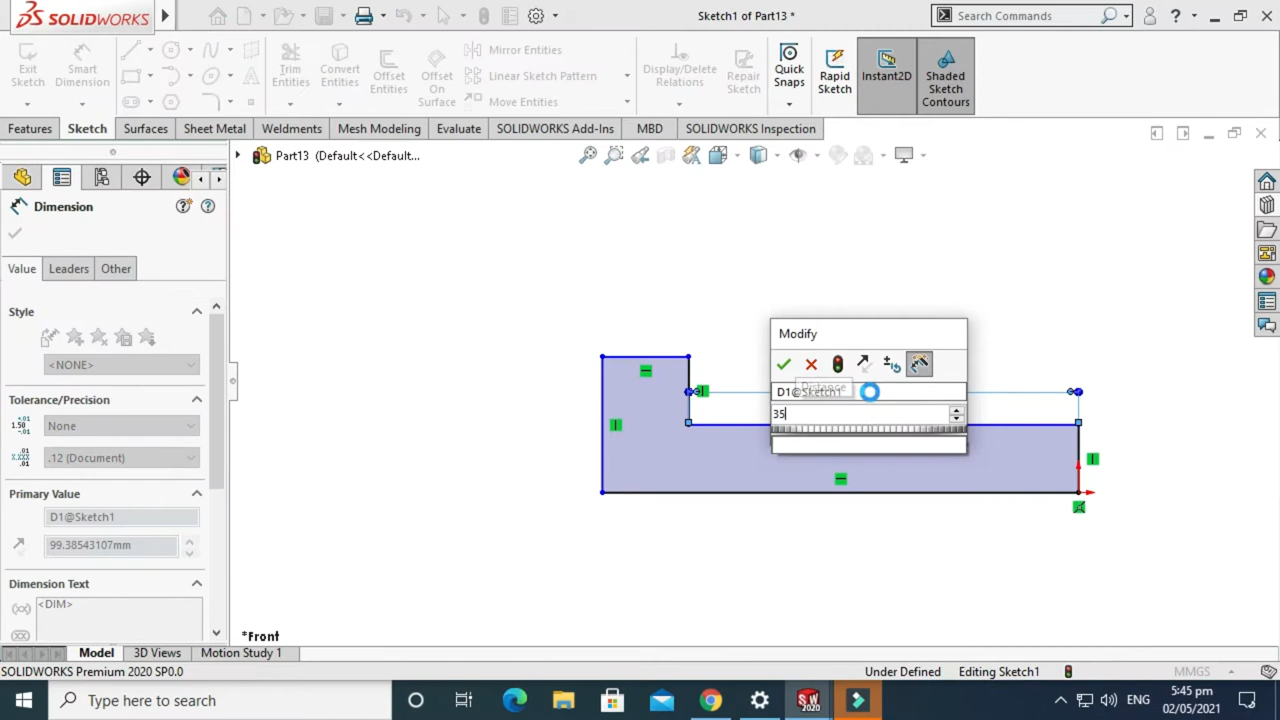 SOLIDWORKS
Sketch1 of Part13 *
Search Commands
Exit Sketch
Smart Dimension
Trim Entities
Convert Entities
Offset Entities
Offset On Surface
Mirror Entities
Linear Sketch Pattern
Move Entities
Display/Delete Relations
Repair Sketch
Quick Snaps
Rapid Sketch
Instant2D
Shaded Sketch Contours
Features
Sketch
Surfaces
Sheet Metal
Weldments
Mesh Modeling
Evaluate
SOLIDWORKS Add-Ins
MBD
SOLIDWORKS Inspection
Part13 (Default<<Default...
Dimension
Value
Leaders
Other
Style
<NONE>
Tolerance/Precision
None
.12 (Document)
Primary Value
D1@Sketch1
99.38543107mm
Dimension Text
<DIM>
Modify
Distance
D1@Sketch1
35
*Front
Model
3D Views
Motion Study 1
SOLIDWORKS Premium 2020 SP0.0
Under Defined
Editing Sketch1
MMGS
Type here to search
SW
2020
ENG
5:45 pm
02/05/2021